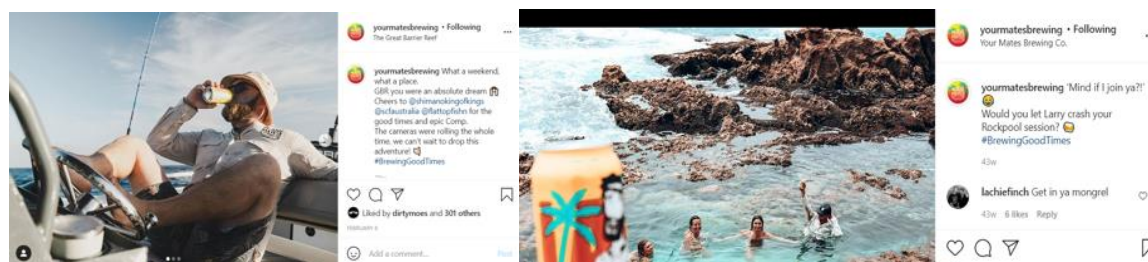 yourmatesbrewing • Following
The Great Barrier Reef
yourmatesbrewing What a weekend,
what a place.
GBR you were an absolute dream
Cheers to @shimanokingofkings
@scfaustralia @flattopfishn for the
good times and epic Comp.
The cameras were rolling the whole
time, we can't wait to drop this
adventure!
#BrewingGoodTimes
Liked by dirtymoes and 301 others
FEBRUARY 6
Add a comment...
Post
yourmatesbrewing • Following
Your Mates Brewing Co.
yourmatesbrewing 'Mind if I join ya?!'
Would you let Larry crash your
Rockpool session?
#BrewingGoodTimes
43w
lachiefinch Get in ya mongrel
43w 6 likes Reply